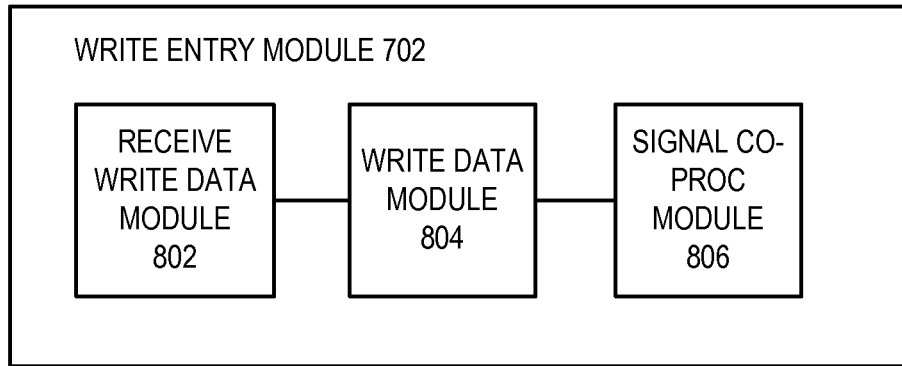 WRITE ENTRY MODULE 702
RECEIVE
WRITE DATA
MODULE
802
WRITE DATA
MODULE
804
SIGNAL CO-
PROC
MODULE
806